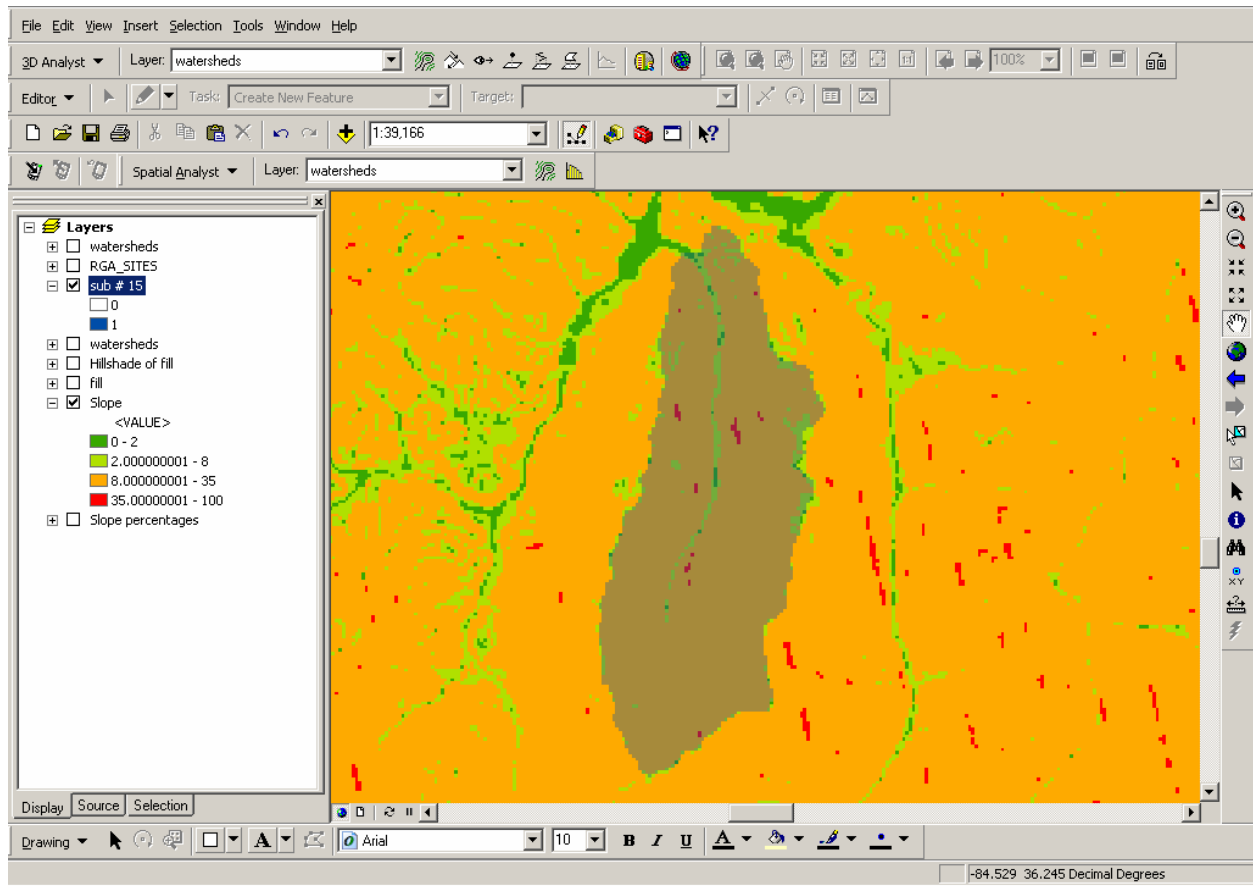 File Edit View Insert Selection Tools Window Help
3D Analyst Layer: watersheds 100%
Editor Task: Create New Feature Target:
1:39,166
Spatial Analyst Layer: watersheds
Layers
watersheds
RGA_SITES
sub # 15
0
1
watersheds
Hillshade of fill
fill
Slope
<VALUE>
0 - 2
2.000000001 - 8
8.000000001 - 35
35.00000001 - 100
Slope percentages
XY
Display Source Selection
Drawing A Arial 10 B I U A
-84.529 36.245 Decimal Degrees